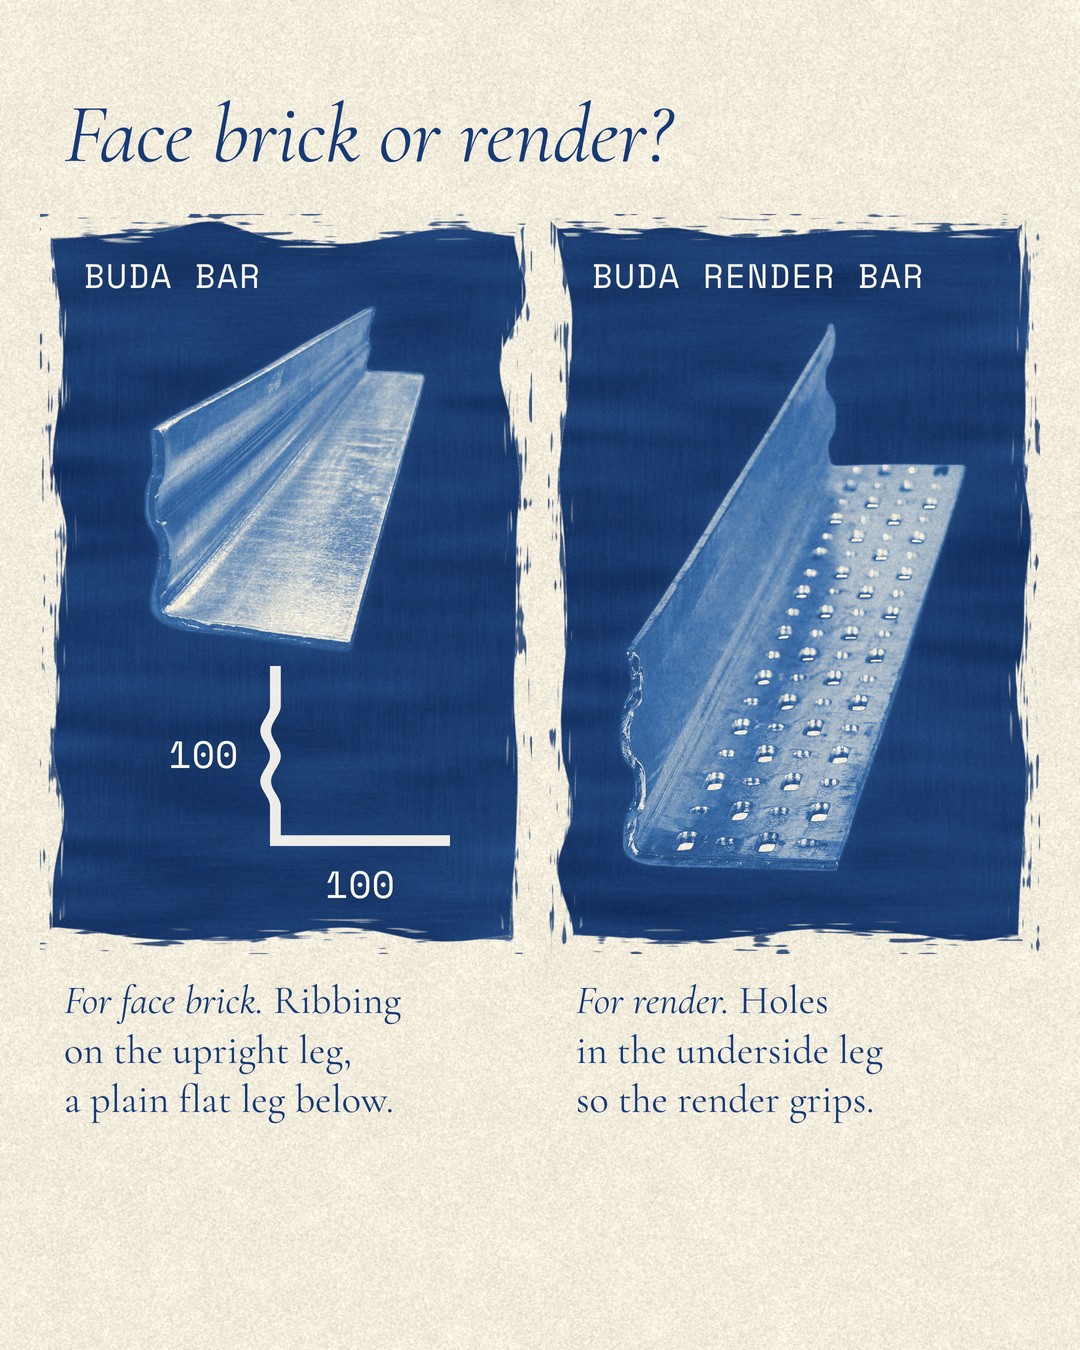 Face brick or render?
BUDA BAR
BUDA RENDER BAR
100
100
For face brick. Ribbing
on the upright leg,
a plain flat leg below.
For render. Holes
in the underside leg
so the render grips.